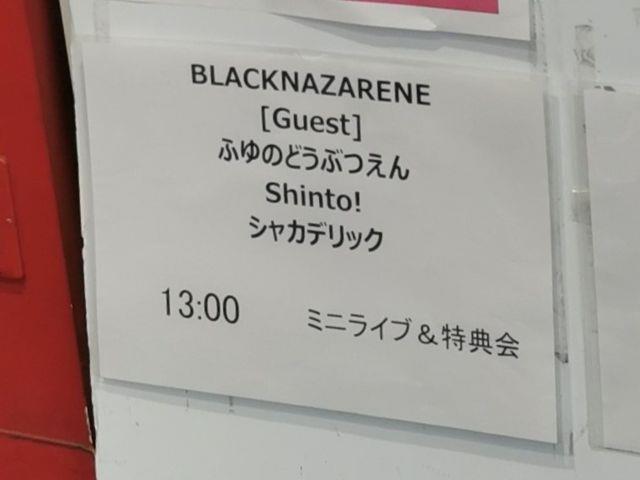 BLACKNAZARENE
[Guest]
ふゆのどうぶつえん
Shinto!
シャカデリック
13:00 ミニライブ&特典会